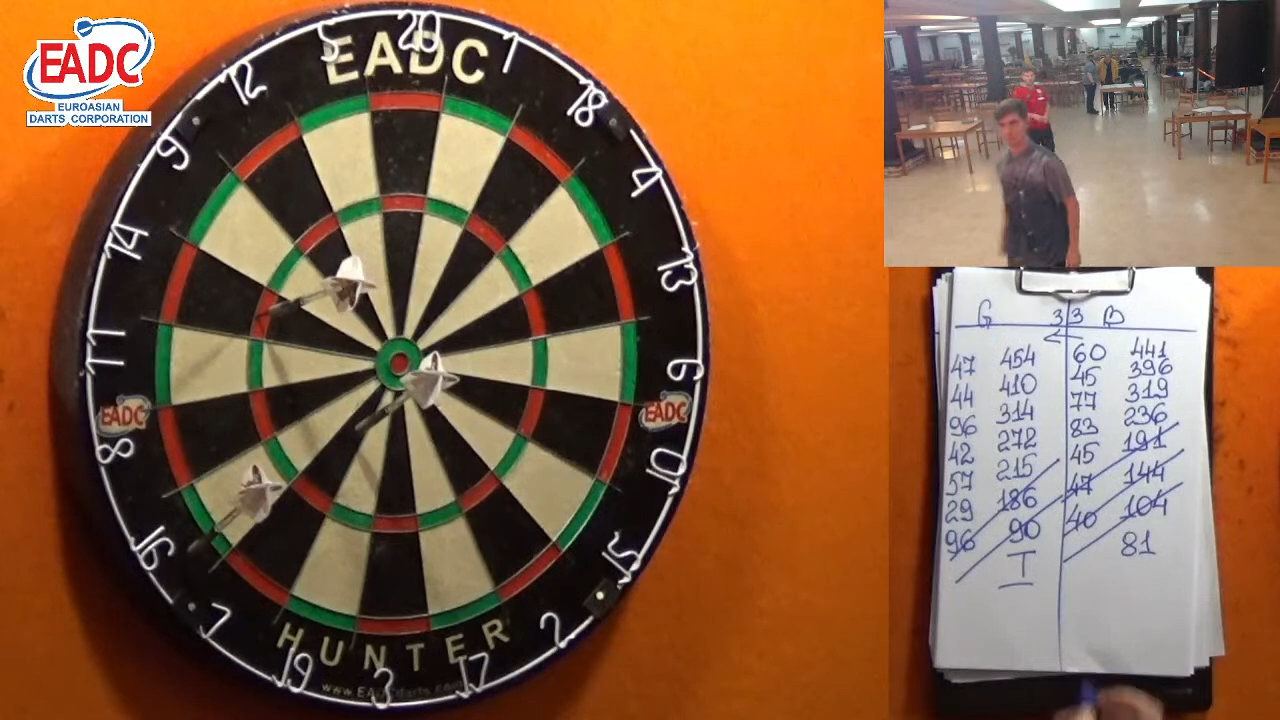 EADC
EUROASIAN
DARTS CORPORATION
EADC
5 20 1 18 4 13 6 10 15 2 17 3 19 7 16 8 11 14 9 12
EADC
EADC
HUNTER
G 3 3 B
454 60 441
47 410 45 396
44 314 77 319
96 272 83 236
42 215 45 191
57 186 47 144
29 90 40 104
96 I 81